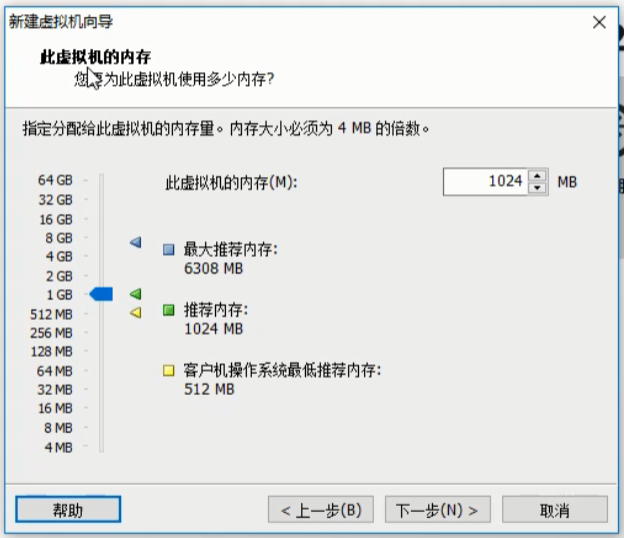 新建虚拟机向导
此虚拟机的内存
您要为此虚拟机使用多少内存?
指定分配给此虚拟机的内存量。内存大小必须为 4 MB 的倍数。
此虚拟机的内存(M): 1024 MB
64 GB
32 GB
16 GB
8 GB
4 GB
2 GB
1 GB
512 MB
256 MB
128 MB
64 MB
32 MB
16 MB
8 MB
4 MB
最大推荐内存:
6308 MB
推荐内存:
1024 MB
客户机操作系统最低推荐内存:
512 MB
帮助 < 上一步(B) 下一步(N) > 取消